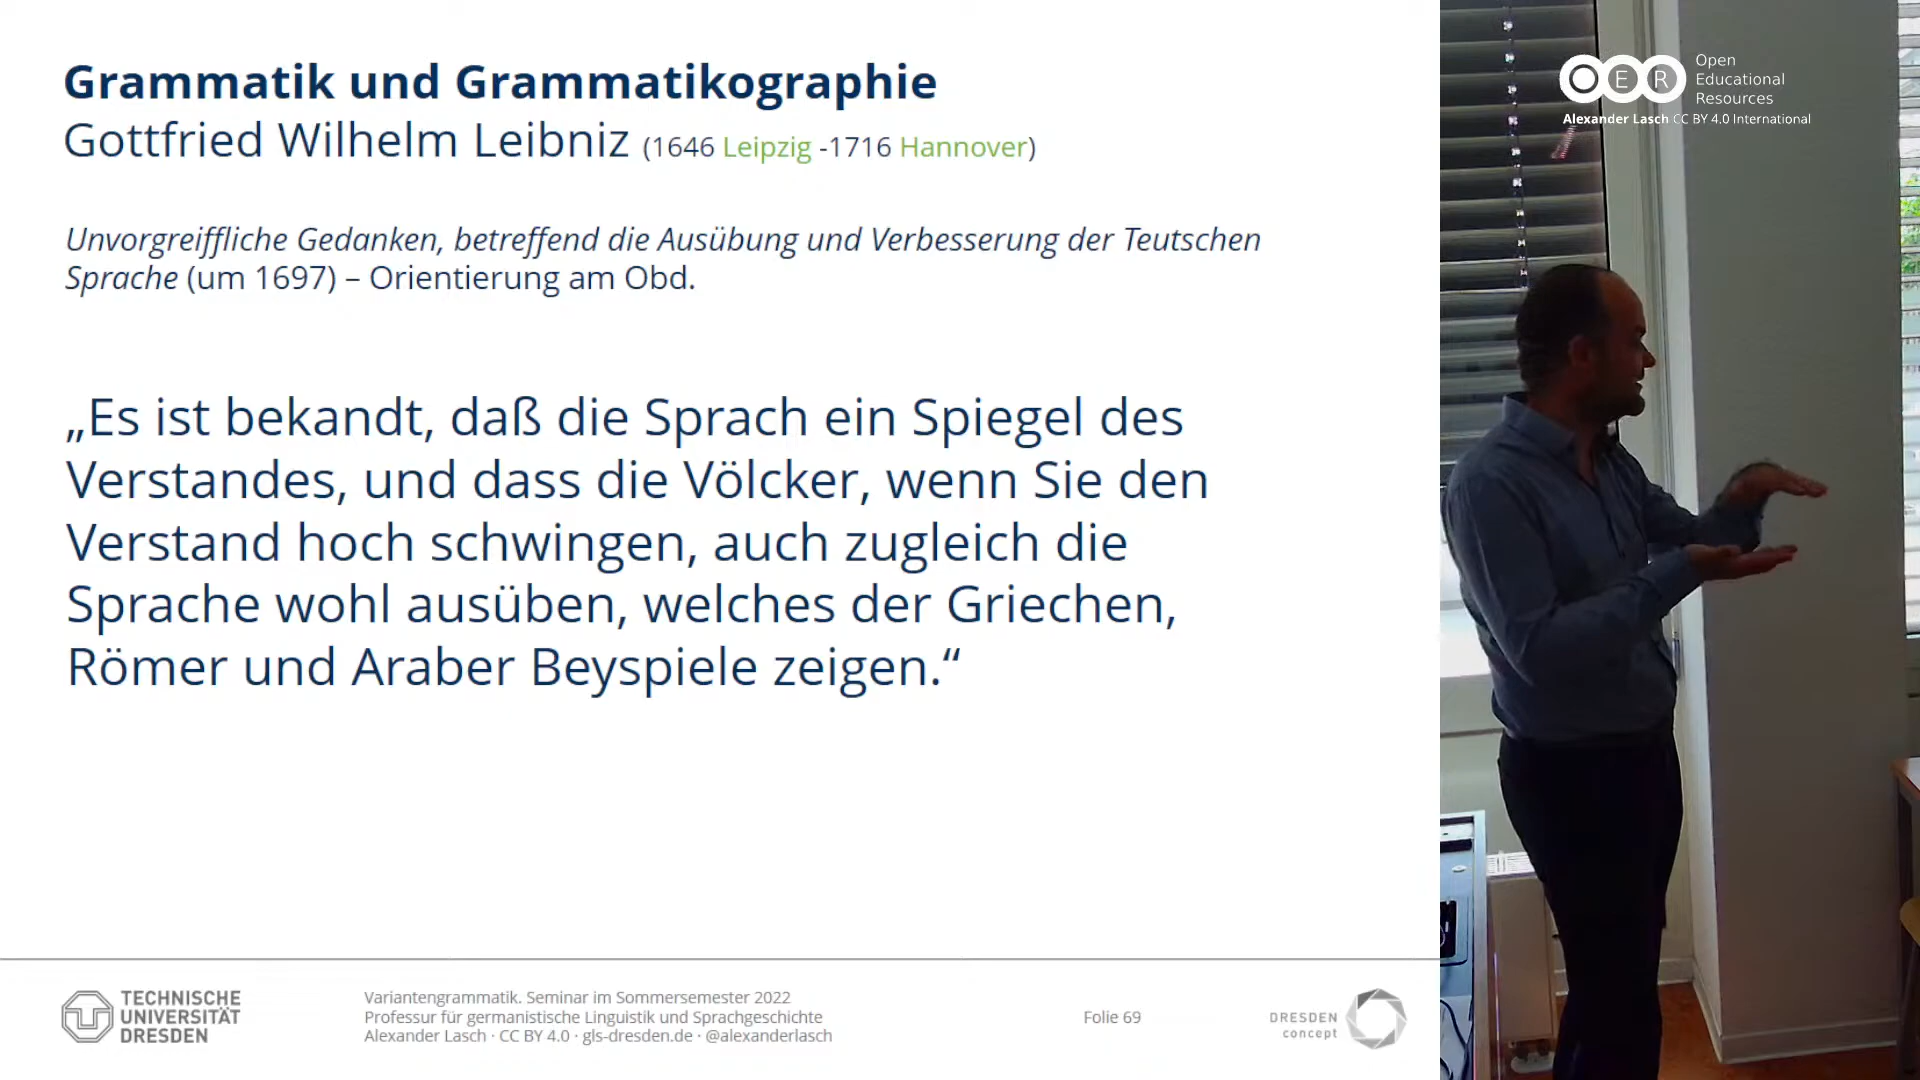 Grammatik und Grammatikographie
Gottfried Wilhelm Leibniz (1646 Leipzig -1716 Hannover)
Unvorgreiffliche Gedanken, betreffend die Ausübung und Verbesserung der Teutschen
Sprache (um 1697) – Orientierung am Obd.
„Es ist bekandt, daß die Sprach ein Spiegel des
Verstandes, und dass die Völcker, wenn Sie den
Verstand hoch schwingen, auch zugleich die
Sprache wohl ausüben, welches der Griechen,
Römer und Araber Beyspiele zeigen.“
TECHNISCHE
UNIVERSITÄT
DRESDEN
Variantengrammatik. Seminar im Sommersemester 2022
Professur für germanistische Linguistik und Sprachgeschichte
Alexander Lasch · CC BY 4.0 · gls-dresden.de · @alexanderlasch
Folie 69
DRESDEN
concept
OER
Open
Educational
Resources
Alexander Lasch CC BY 4.0 International